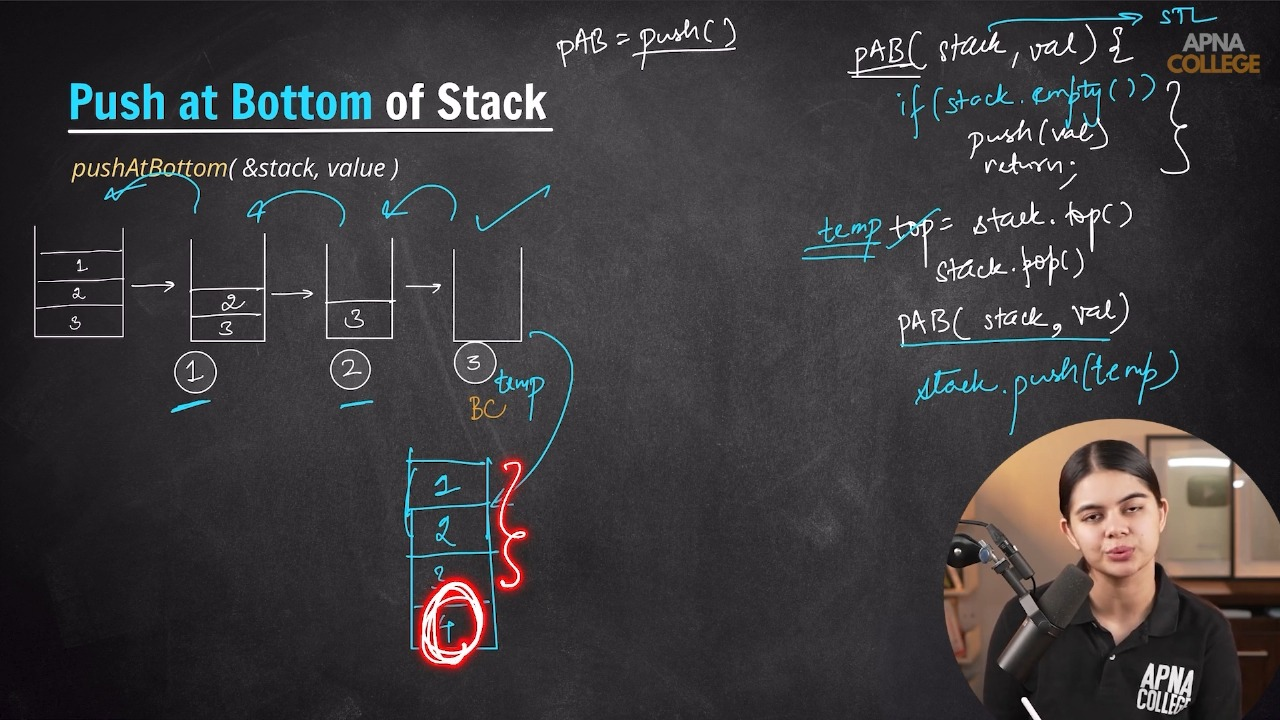 pAB = push()
pAB( stack, val) {
STL
APNA
COLLEGE
Push at Bottom of Stack
if(stack.empty())
push(val)
return;
}
pushAtBottom( &stack, value )
temp top = stack.top()
stack.pop()
pAB( stack, val)
stack.push(temp)
1
2
3
2
3
3
1
2
3
temp
BC
1
2
3
4
APNA
COLLEGE